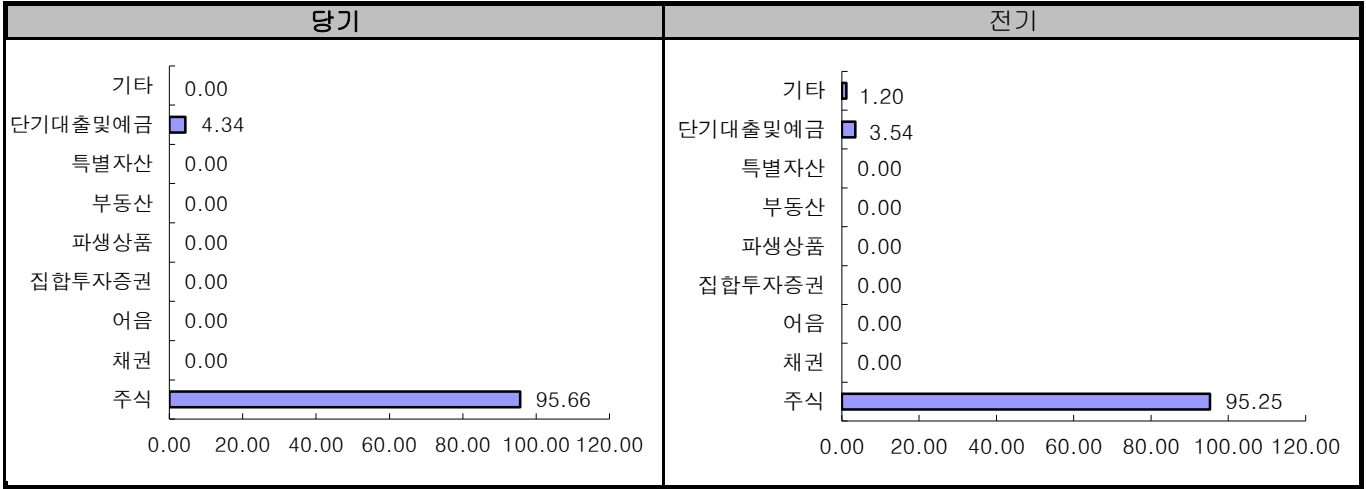 당기
기타 0.00
단기대출및예금 4.34
특별자산 0.00
부동산 0.00
파생상품 0.00
집합투자증권 0.00
어음 0.00
채권 0.00
주식 95.66
0.00 20.00 40.00 60.00 80.00 100.00 120.00
전기
기타 1.20
단기대출및예금 3.54
특별자산 0.00
부동산 0.00
파생상품 0.00
집합투자증권 0.00
어음 0.00
채권 0.00
주식 95.25
0.00 20.00 40.00 60.00 80.00 100.00 120.00